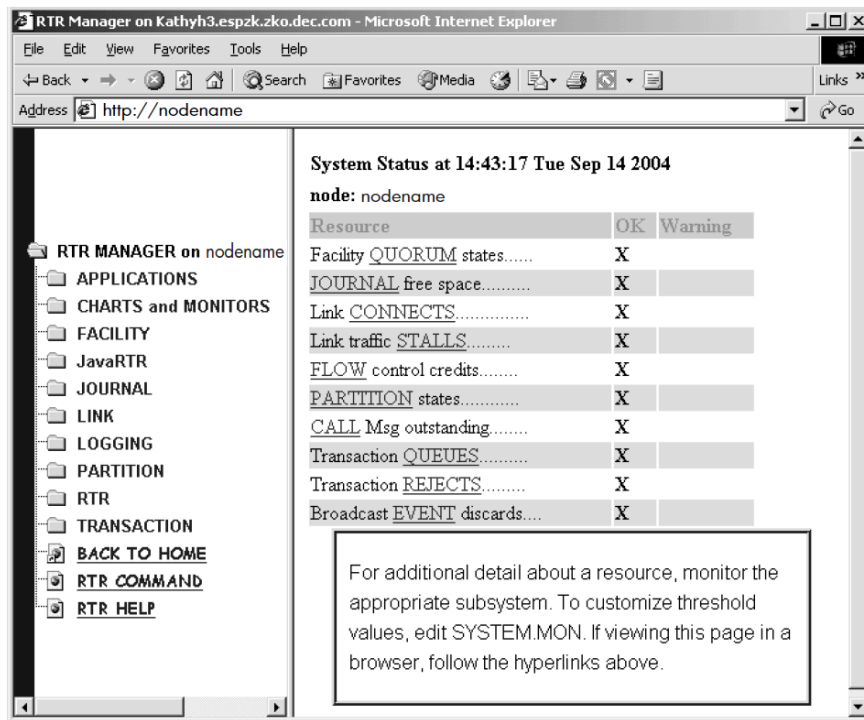 RTR Manager on Kathyh3.espzk.zko.dec.com - Microsoft Internet Explorer
File Edit View Favorites Tools Help
Back Search Favorites Media Links »
Address http://nodename Go
System Status at 14:43:17 Tue Sep 14 2004
node: nodename
Resource OK Warning
Facility QUORUM states...... X
JOURNAL free space.......... X
Link CONNECTS............... X
Link traffic STALLS......... X
FLOW control credits........ X
PARTITION states............ X
CALL Msg outstanding........ X
Transaction QUEUES.......... X
Transaction REJECTS......... X
Broadcast EVENT discards.... X
For additional detail about a resource, monitor the
appropriate subsystem. To customize threshold
values, edit SYSTEM.MON. If viewing this page in a
browser, follow the hyperlinks above.
RTR MANAGER on nodename
APPLICATIONS
CHARTS and MONITORS
FACILITY
JavaRTR
JOURNAL
LINK
LOGGING
PARTITION
RTR
TRANSACTION
BACK TO HOME
RTR COMMAND
RTR HELP